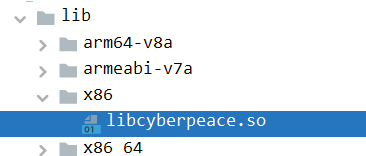 lib
arm64-v8a
armeabi-v7a
x86
libcyberpeace.so
x86_64